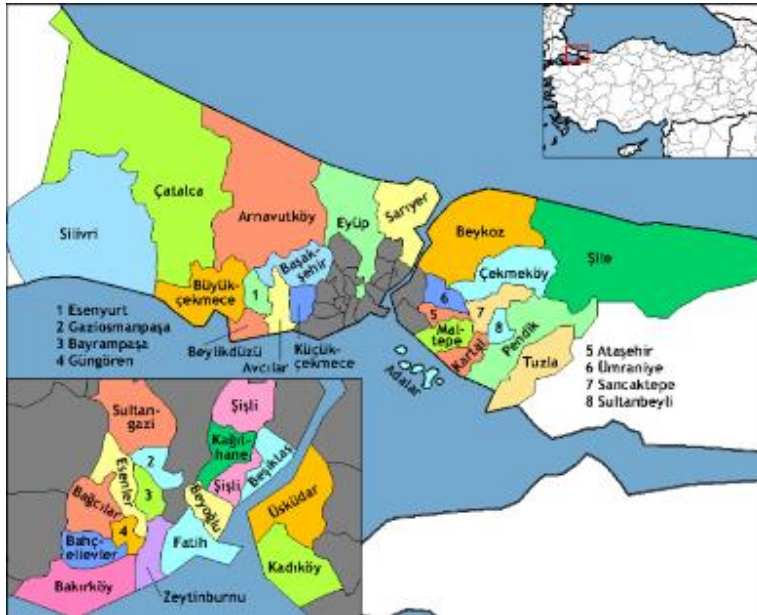 Çatalca
Silivri
Arnavutköy
Eyüp
Sarıyer
Büyük-
çekmece
1
Başak-
şehir
Beylikdüzü
Avcılar
Küçük-
çekmece
1 Esenyurt
2 Gaziosmanpaşa
3 Bayrampaşa
4 Güngören
Beykoz
Şile
Çekmeköy
6
5
7
8
Mal-
tepe
Kartal
Pendik
Tuzla
Adalar
5 Ataşehir
6 Ümraniye
7 Sancaktepe
8 Sultanbeyli
Sultan-
gazi
Şişli
Kağıt-
hane
Beşiktaş
Şişli
Esenler
2
3
Bağcılar
4
Beyoğlu
Üsküdar
Bahç-
elievler
Fatih
Bakırköy
Zeytinburnu
Kadıköy